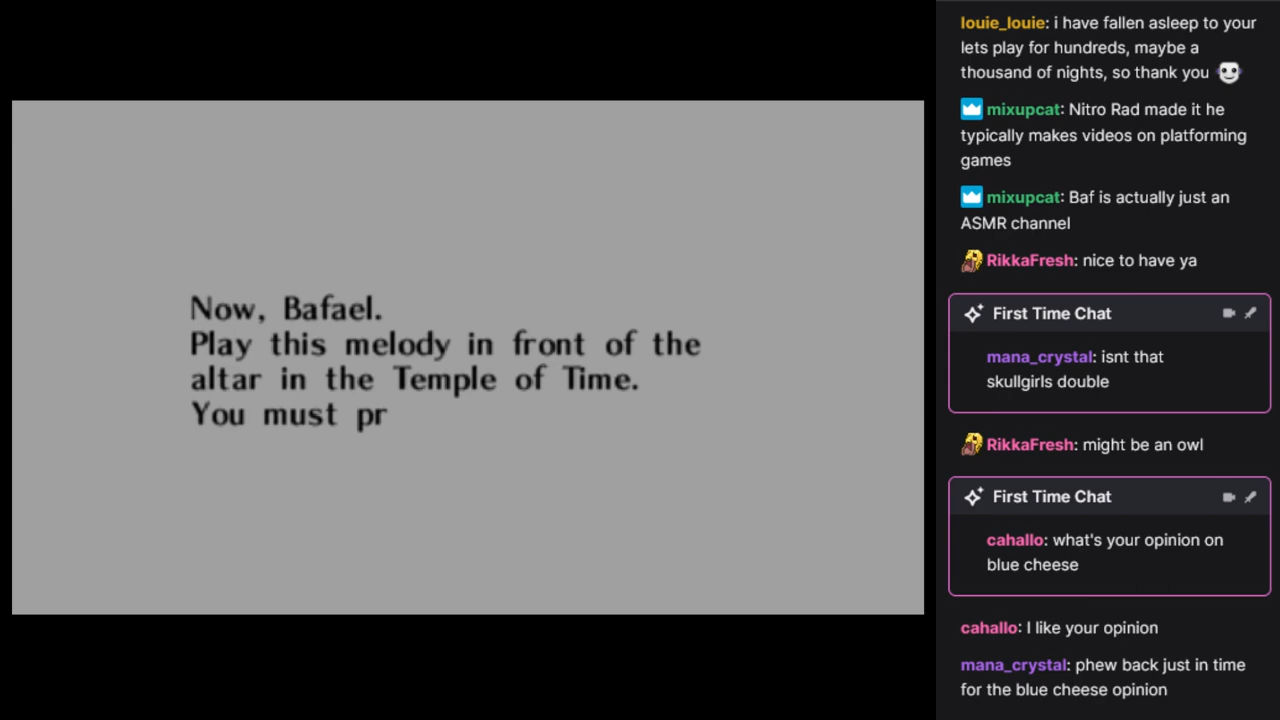 Now, Bafael.
Play this melody in front of the
altar in the Temple of Time.
You must pr
louie_louie: i have fallen asleep to your
lets play for hundreds, maybe a
thousand of nights, so thank you
mixupcat: Nitro Rad made it he
typically makes videos on platforming
games
mixupcat: Baf is actually just an
ASMR channel
RikkaFresh: nice to have ya
First Time Chat
mana_crystal: isnt that
skullgirls double
RikkaFresh: might be an owl
First Time Chat
cahallo: what's your opinion on
blue cheese
cahallo: I like your opinion
mana_crystal: phew back just in time
for the blue cheese opinion